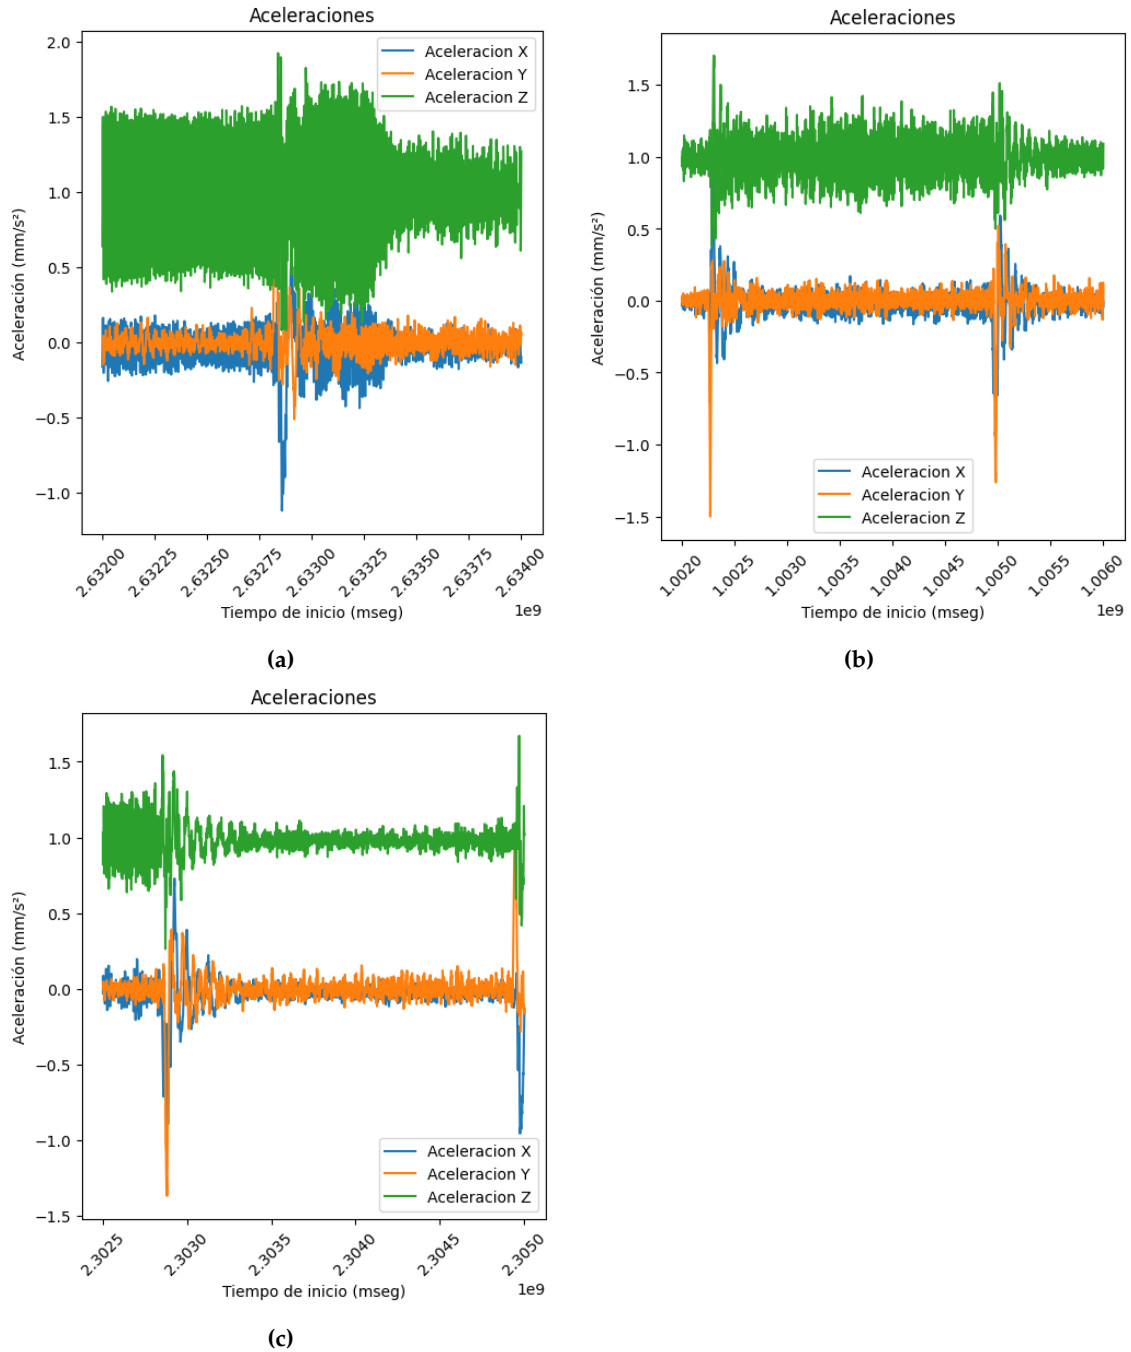 Aceleraciones
2.0
1.5
1.0
0.5
0.0
−0.5
−1.0
Aceleración (mm/s²)
Aceleracion X
Aceleracion Y
Aceleracion Z
2.63200
2.63225
2.63250
2.63275
2.63300
2.63325
2.63350
2.63375
2.63400
Tiempo de inicio (mseg)
1e9
(a)
Aceleraciones
1.5
1.0
0.5
0.0
−0.5
−1.0
−1.5
Aceleración (mm/s²)
Aceleracion X
Aceleracion Y
Aceleracion Z
1.0020
1.0025
1.0030
1.0035
1.0040
1.0045
1.0050
1.0055
1.0060
Tiempo de inicio (mseg)
1e9
(b)
Aceleraciones
1.5
1.0
0.5
0.0
−0.5
−1.0
−1.5
Aceleración (mm/s²)
Aceleracion X
Aceleracion Y
Aceleracion Z
2.3025
2.3030
2.3035
2.3040
2.3045
2.3050
Tiempo de inicio (mseg)
1e9
(c)